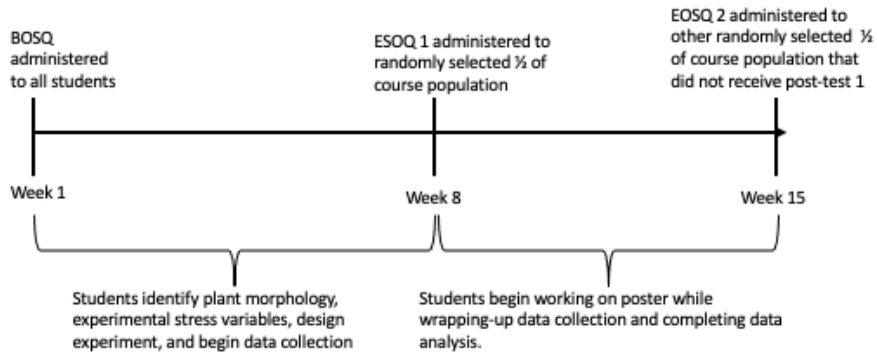 BOSQ
administered
to all students
ESOQ 1 administered to
randomly selected ½ of
course population
EOSQ 2 administered to
other randomly selected ½
of course population that
did not receive post-test 1
Week 1
Week 8
Week 15
Students identify plant morphology,
experimental stress variables, design
experiment, and begin data collection
Students begin working on poster while
wrapping-up data collection and completing data
analysis.